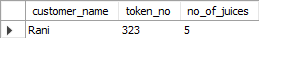 customer_name token_no no_of_juices
Rani 323 5